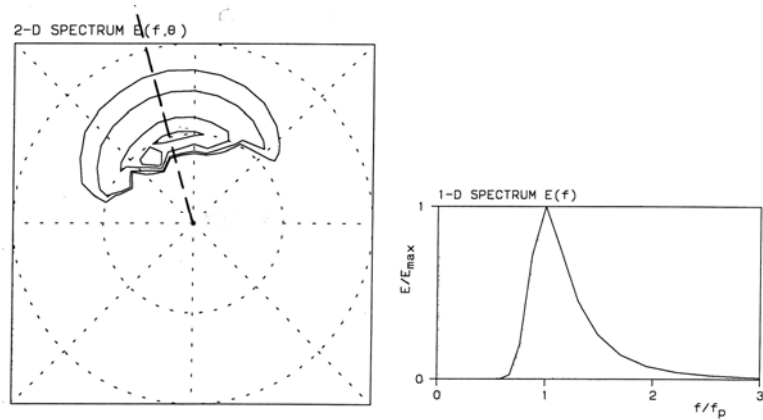 2-D SPECTRUM E(f,θ)
1-D SPECTRUM E(f)
1
E/Emax
0
0
1
2
3
f/fp